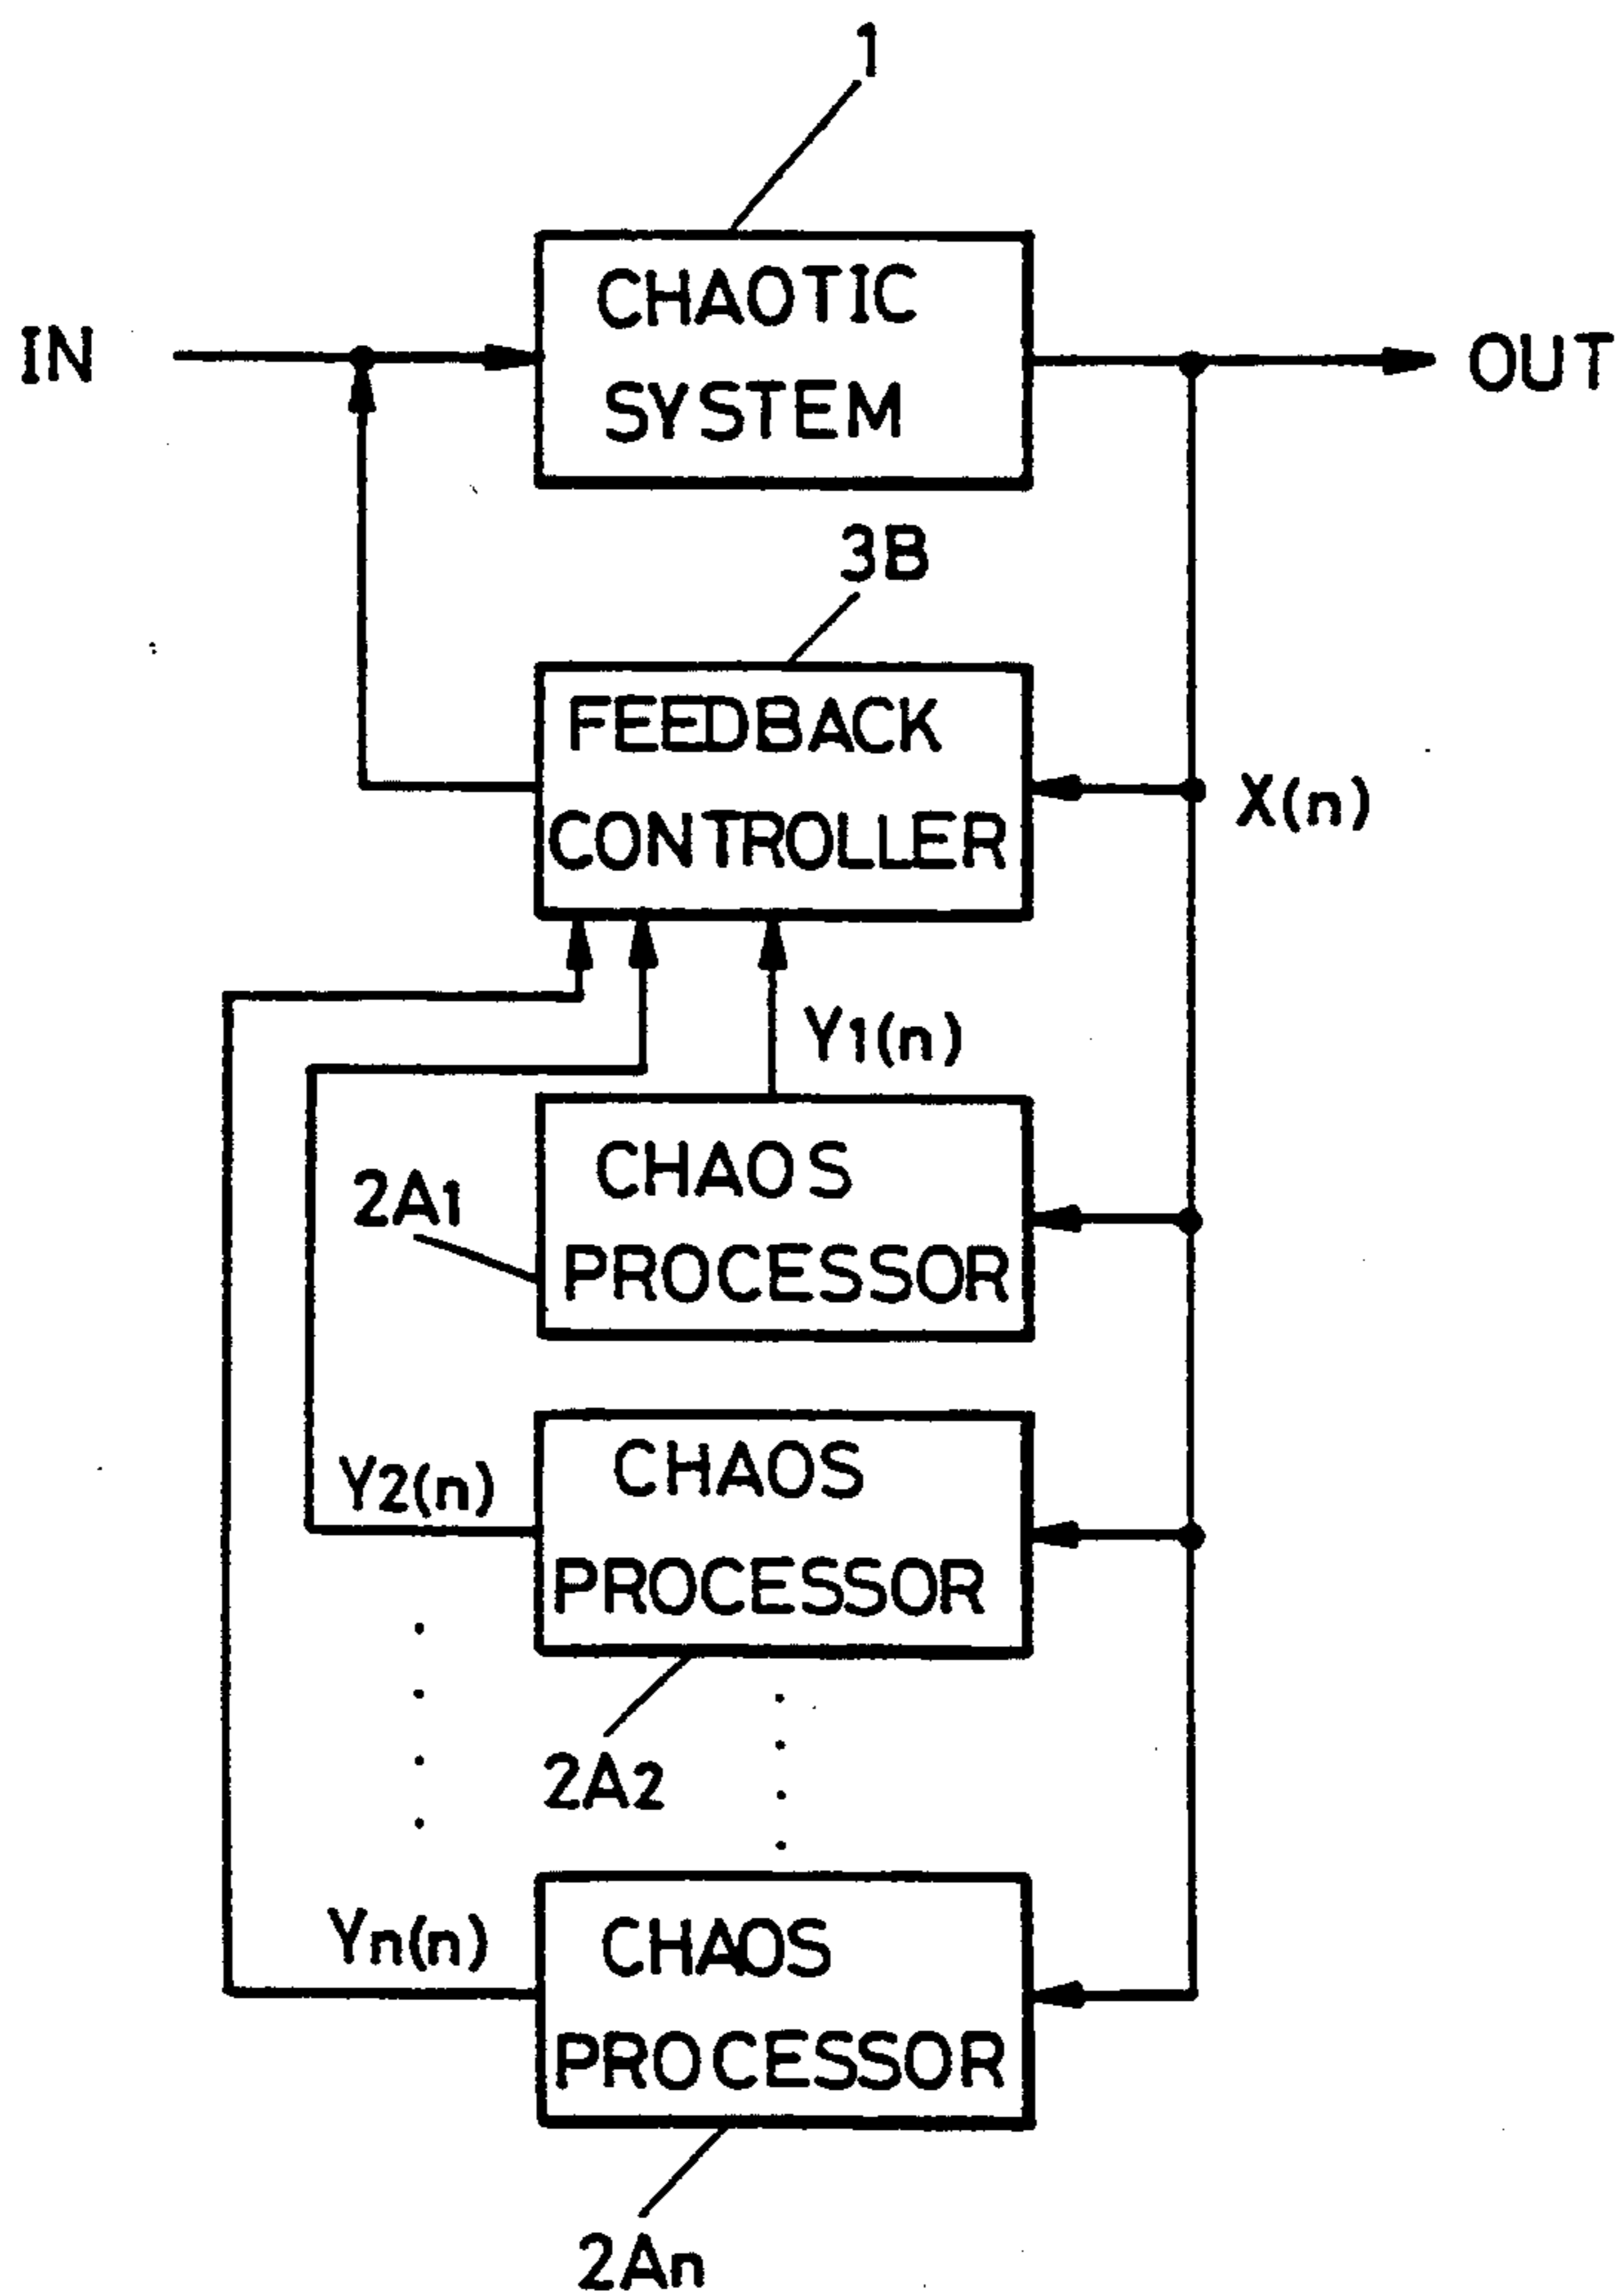 1
CHAOTIC
SYSTEM
IN
OUT
3B
FEEDBACK
CONTROLLER
X(n)
Y1(n)
CHAOS
PROCESSOR
2A1
CHAOS
PROCESSOR
Y2(n)
2A2
CHAOS
PROCESSOR
Yn(n)
2An